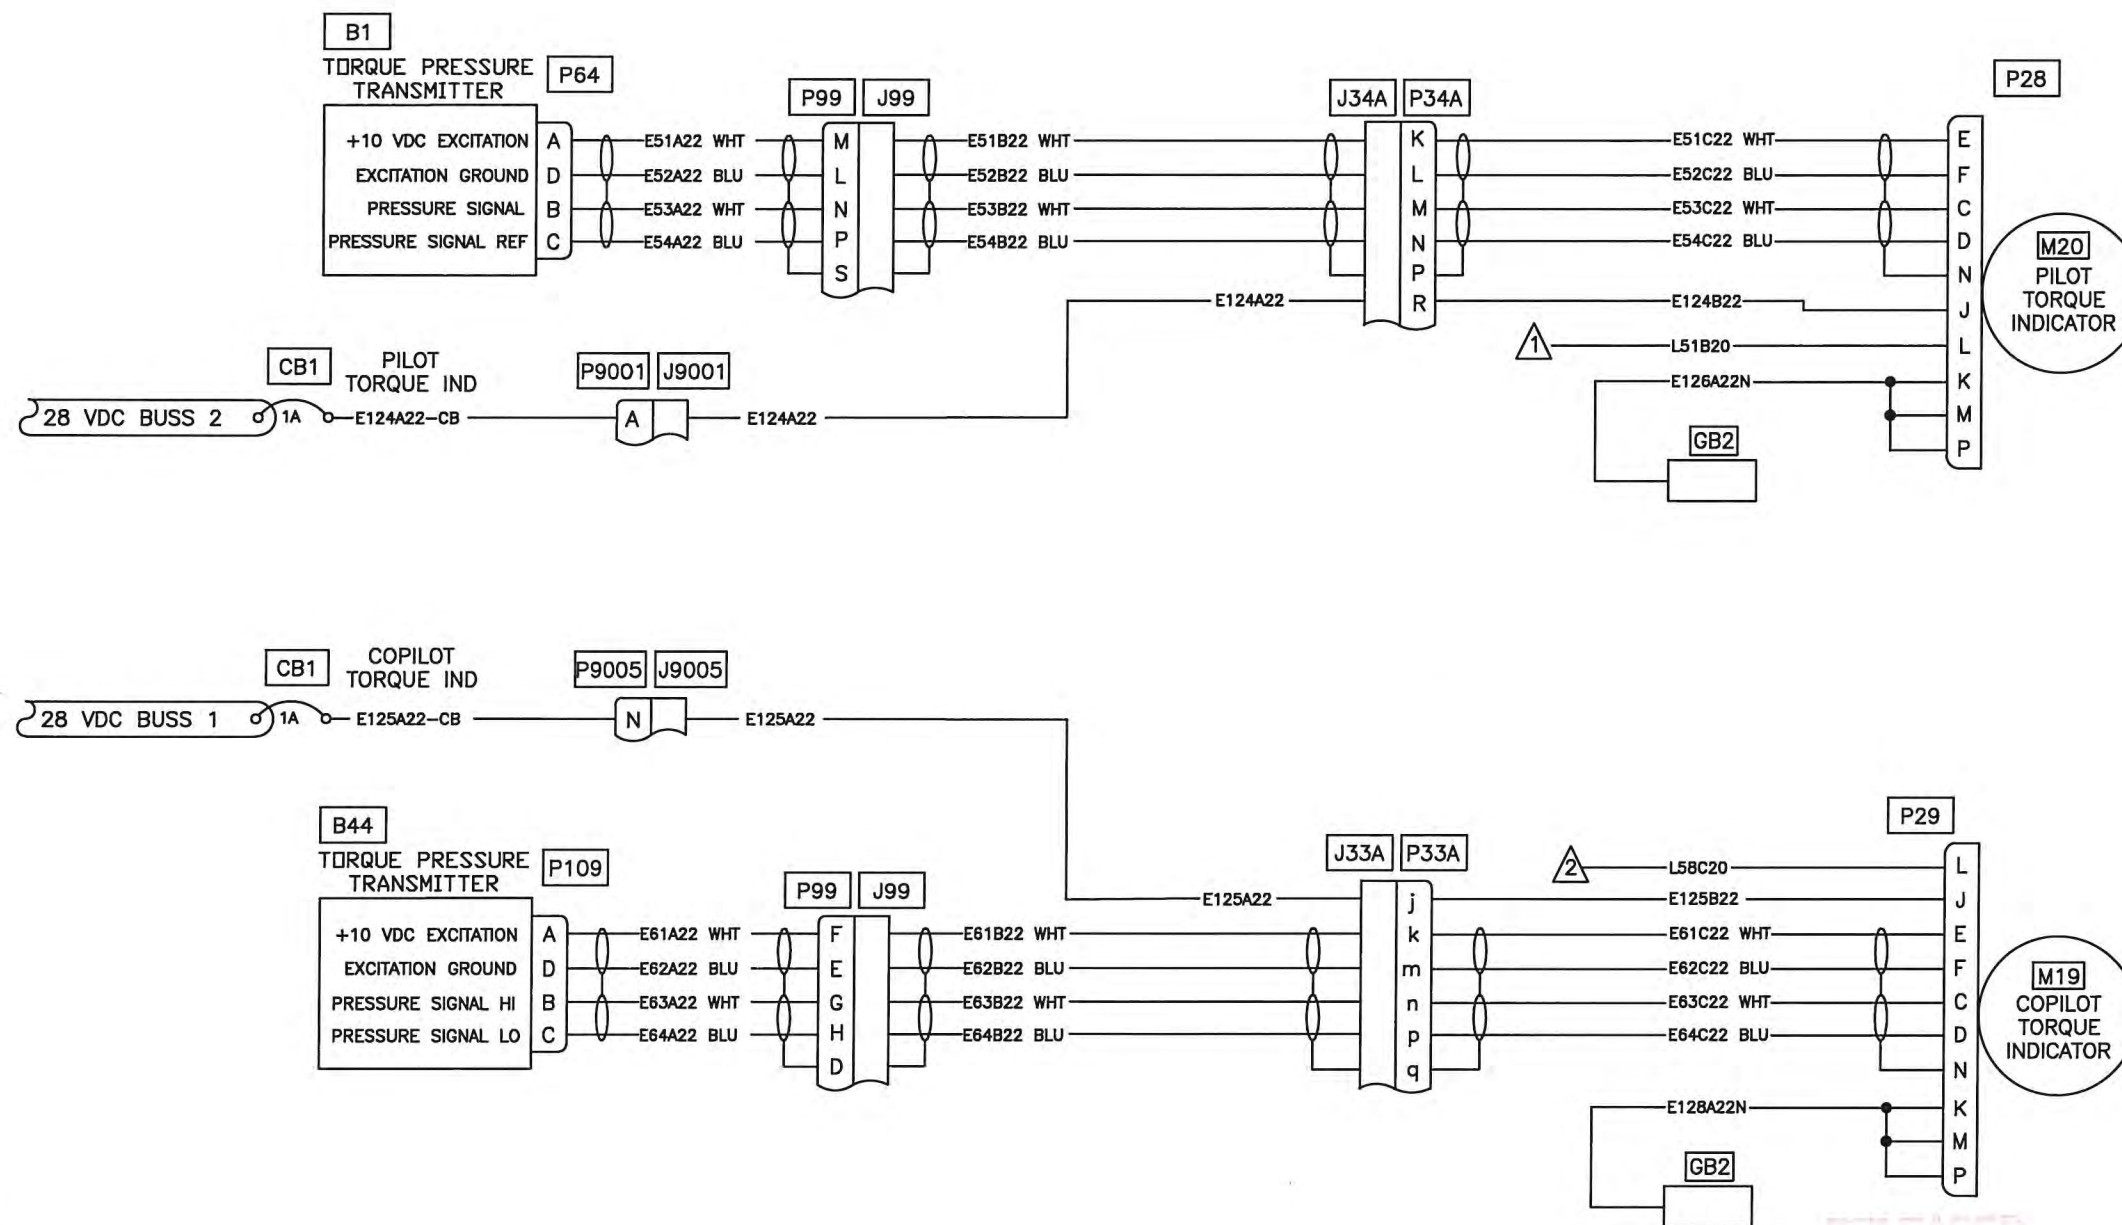 B1
TORQUE PRESSURE
TRANSMITTER
P64
P99
J99
J34A
P34A
P28
+10 VDC EXCITATION A E51A22 WHT M E51B22 WHT K E51C22 WHT E
EXCITATION GROUND D E52A22 BLU L E52B22 BLU L E52C22 BLU F
PRESSURE SIGNAL B E53A22 WHT N E53B22 WHT M E53C22 WHT C
PRESSURE SIGNAL REF C E54A22 BLU P E54B22 BLU N E54C22 BLU D
S P N
E124A22 R E124B22 J
M20
PILOT
TORQUE
INDICATOR
1 L51B20 L
E126A22N K
M
P
GB2
CB1
PILOT
TORQUE IND
P9001
J9001
28 VDC BUSS 2 1A E124A22-CB A E124A22
CB1
COPILOT
TORQUE IND
P9005
J9005
28 VDC BUSS 1 1A E125A22-CB N E125A22
B44
TORQUE PRESSURE
TRANSMITTER
P109
P99
J99
J33A
P33A
P29
2 L58C20 L
E125A22 j E125B22 J
+10 VDC EXCITATION A E61A22 WHT F E61B22 WHT k E61C22 WHT E
EXCITATION GROUND D E62A22 BLU E E62B22 BLU m E62C22 BLU F
PRESSURE SIGNAL HI B E63A22 WHT G E63B22 WHT n E63C22 WHT C
PRESSURE SIGNAL LO C E64A22 BLU H E64B22 BLU p E64C22 BLU D
D q N
M19
COPILOT
TORQUE
INDICATOR
E128A22N K
M
P
GB2